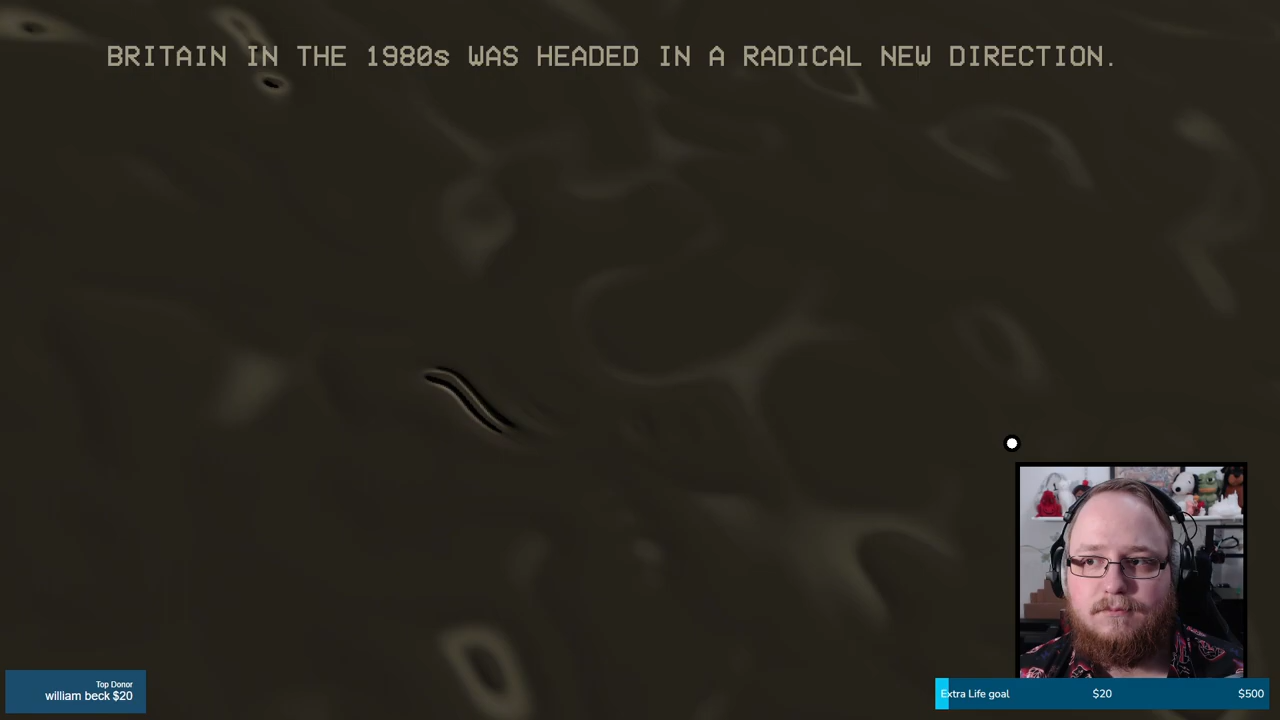 BRITAIN IN THE 1980s WAS HEADED IN A RADICAL NEW DIRECTION.
Top Donor
william beck $20
Extra Life goal $20 $500